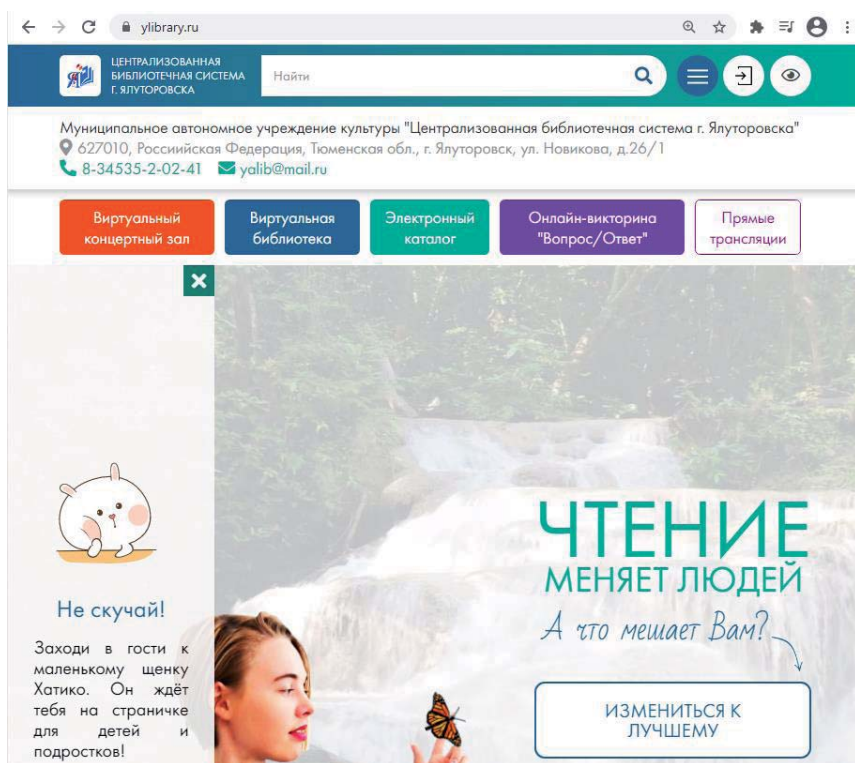 ylibrary.ru
ЦЕНТРАЛИЗОВАННАЯ
БИБЛИОТЕЧНАЯ СИСТЕМА
Г. ЯЛУТОРОВСКА
Найти
Муниципальное автономное учреждение культуры "Централизованная библиотечная система г. Ялуторовска"
627010, Россиийская Федерация, Тюменская обл., г. Ялуторовск, ул. Новикова, д.26/1
8-34535-2-02-41 yalib@mail.ru
Виртуальный
концертный зал
Виртуальная
библиотека
Электронный
каталог
Онлайн-викторина
"Вопрос/Ответ"
Прямые
трансляции
ЧТЕНИЕ
МЕНЯЕТ ЛЮДЕЙ
А что мешает Вам?
ИЗМЕНИТЬСЯ К
ЛУЧШЕМУ
Не скучай!
Заходи в гости к
маленькому щенку
Хатико. Он ждёт
тебя на страничке
для детей и
подростков!